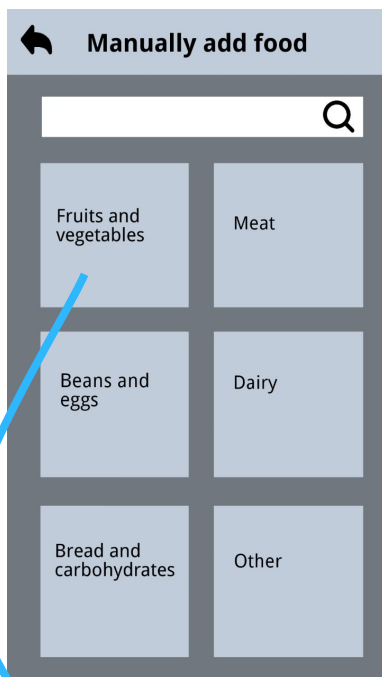 Manually add food
Fruits and
vegetables
Meat
Beans and
eggs
Dairy
Bread and
carbohydrates
Other